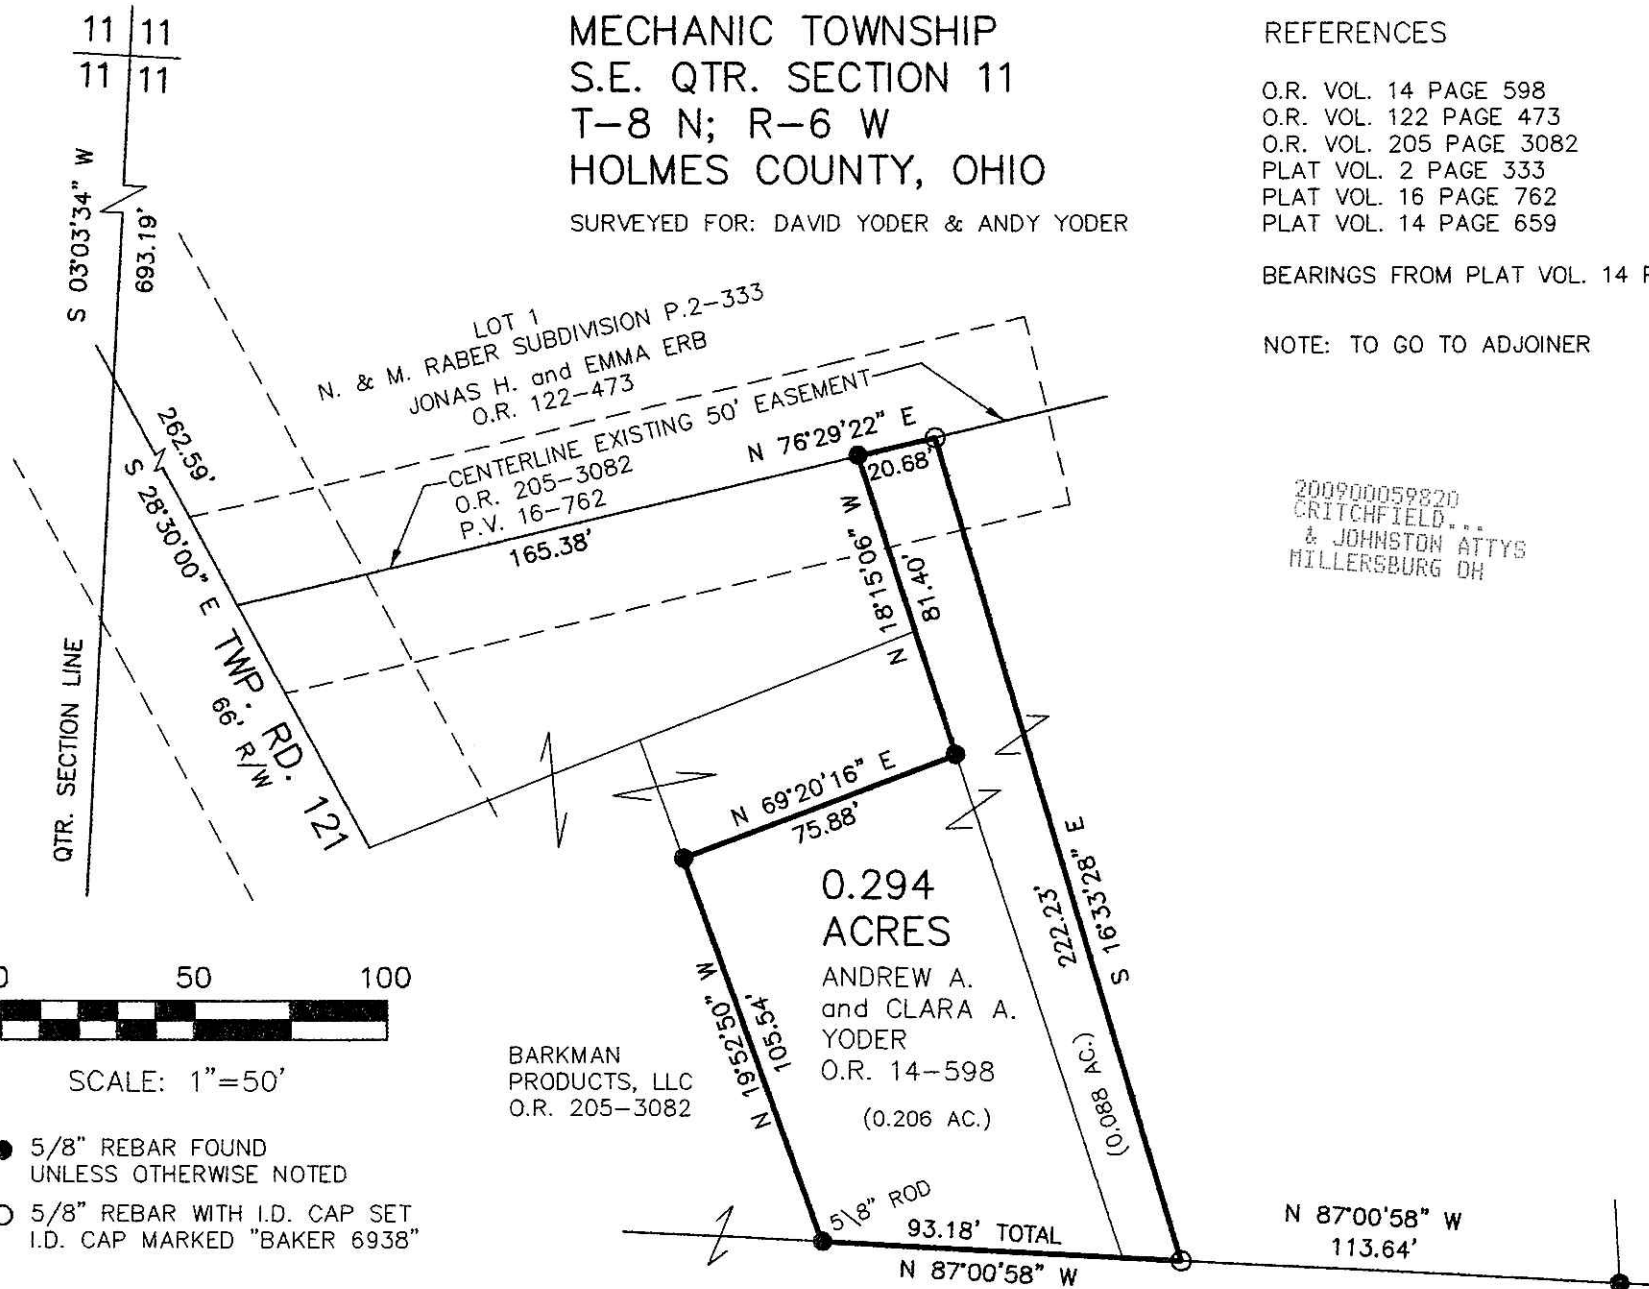 11 11
11 11
MECHANIC TOWNSHIP
S.E. QTR. SECTION 11
T-8 N; R-6 W
HOLMES COUNTY, OHIO
SURVEYED FOR: DAVID YODER & ANDY YODER
REFERENCES
O.R. VOL. 14 PAGE 598
O.R. VOL. 122 PAGE 473
O.R. VOL. 205 PAGE 3082
PLAT VOL. 2 PAGE 333
PLAT VOL. 16 PAGE 762
PLAT VOL. 14 PAGE 659
BEARINGS FROM PLAT VOL. 14 P
NOTE: TO GO TO ADJOINER
200900059820
CRITCHFIELD...
& JOHNSTON ATTYS
MILLERSBURG OH
S 03°03'34" W
693.19'
LOT 1
N. & M. RABER SUBDIVISION P.2-333
JONAS H. and EMMA ERB
O.R. 122-473
CENTERLINE EXISTING 50' EASEMENT
O.R. 205-3082
P.V. 16-762
165.38'
N 76°29'22" E
20.68'
262.59'
S 28°30'00" E
TWP. RD. 121
66' R/W
QTR. SECTION LINE
N 18°15'06" W
81.40'
N 69°20'16" E
75.88'
0.294
ACRES
ANDREW A.
and CLARA A.
YODER
O.R. 14-598
(0.206 AC.)
222.23'
S 16°33'28" E
(0.088 AC.)
N 19°52'50" W
105.54'
BARKMAN
PRODUCTS, LLC
O.R. 205-3082
0 50 100
SCALE: 1"=50'
5/8" REBAR FOUND
UNLESS OTHERWISE NOTED
5/8" REBAR WITH I.D. CAP SET
I.D. CAP MARKED "BAKER 6938"
5\8" ROD
93.18' TOTAL
N 87°00'58" W
N 87°00'58" W
113.64'